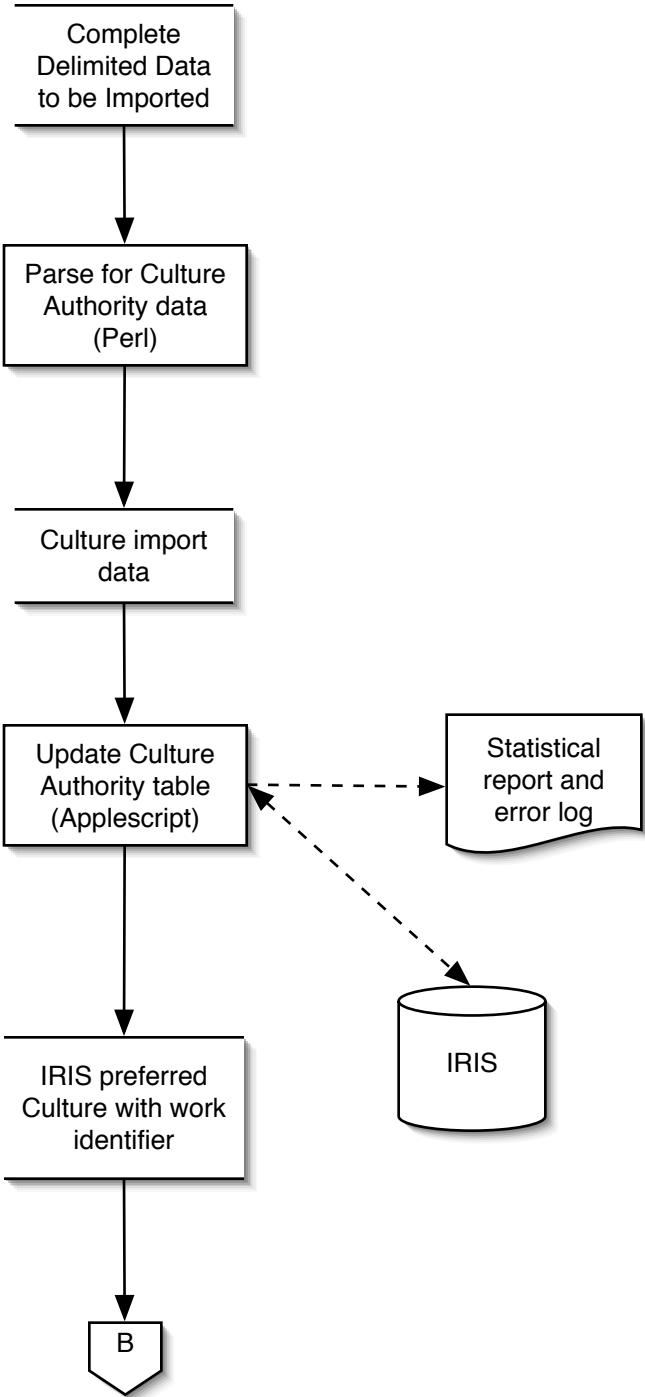 Complete
Delimited Data
to be Imported
Parse for Culture
Authority data
(Perl)
Culture import
data
Update Culture
Authority table
(Applescript)
Statistical
report and
error log
IRIS
IRIS preferred
Culture with work
identifier
B